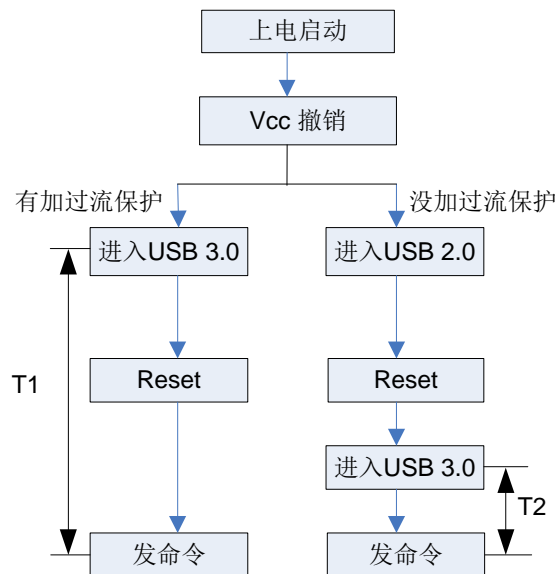 上电启动
Vcc 撤销
有加过流保护
没加过流保护
进入USB 3.0
进入USB 2.0
T1
Reset
Reset
进入USB 3.0
T2
发命令
发命令